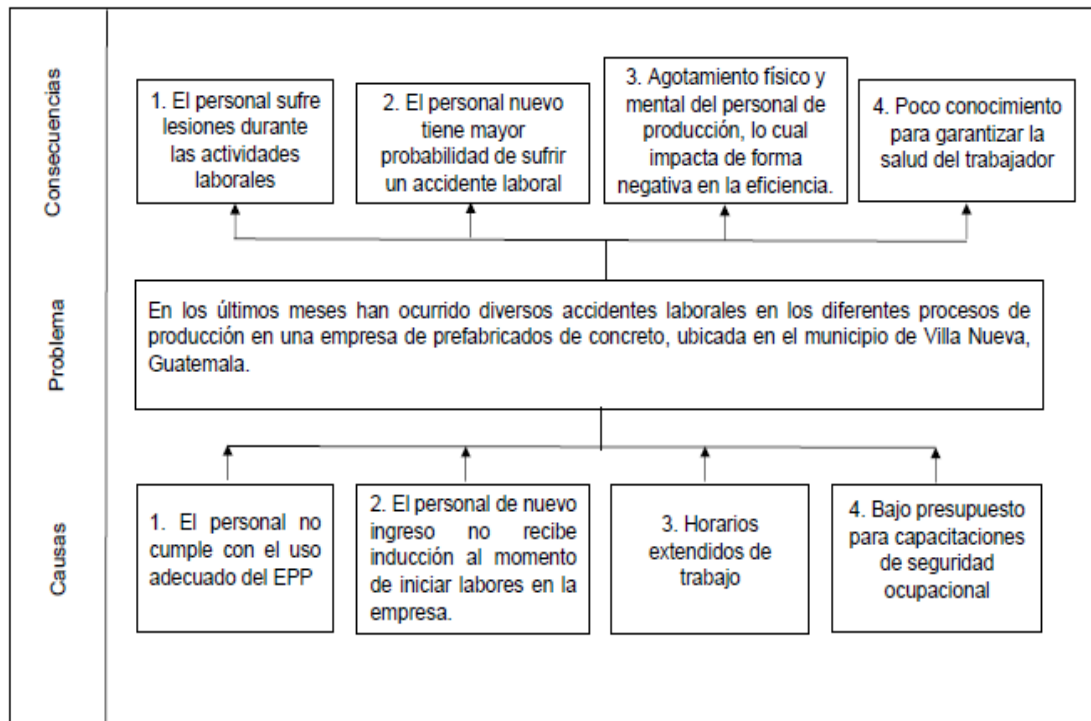 Consecuencias
1. El personal sufre
lesiones durante
las actividades
laborales
2. El personal nuevo
tiene mayor
probabilidad de sufrir
un accidente laboral
3. Agotamiento físico y
mental del personal de
producción, lo cual
impacta de forma
negativa en la eficiencia.
4. Poco conocimiento
para garantizar la
salud del trabajador
Problema
En los últimos meses han ocurrido diversos accidentes laborales en los diferentes procesos de
producción en una empresa de prefabricados de concreto, ubicada en el municipio de Villa Nueva,
Guatemala.
Causas
1. El personal no
cumple con el uso
adecuado del EPP
2. El personal de nuevo
ingreso no recibe
inducción al momento
de iniciar labores en la
empresa.
3. Horarios
extendidos de
trabajo
4. Bajo presupuesto
para capacitaciones
de seguridad
ocupacional